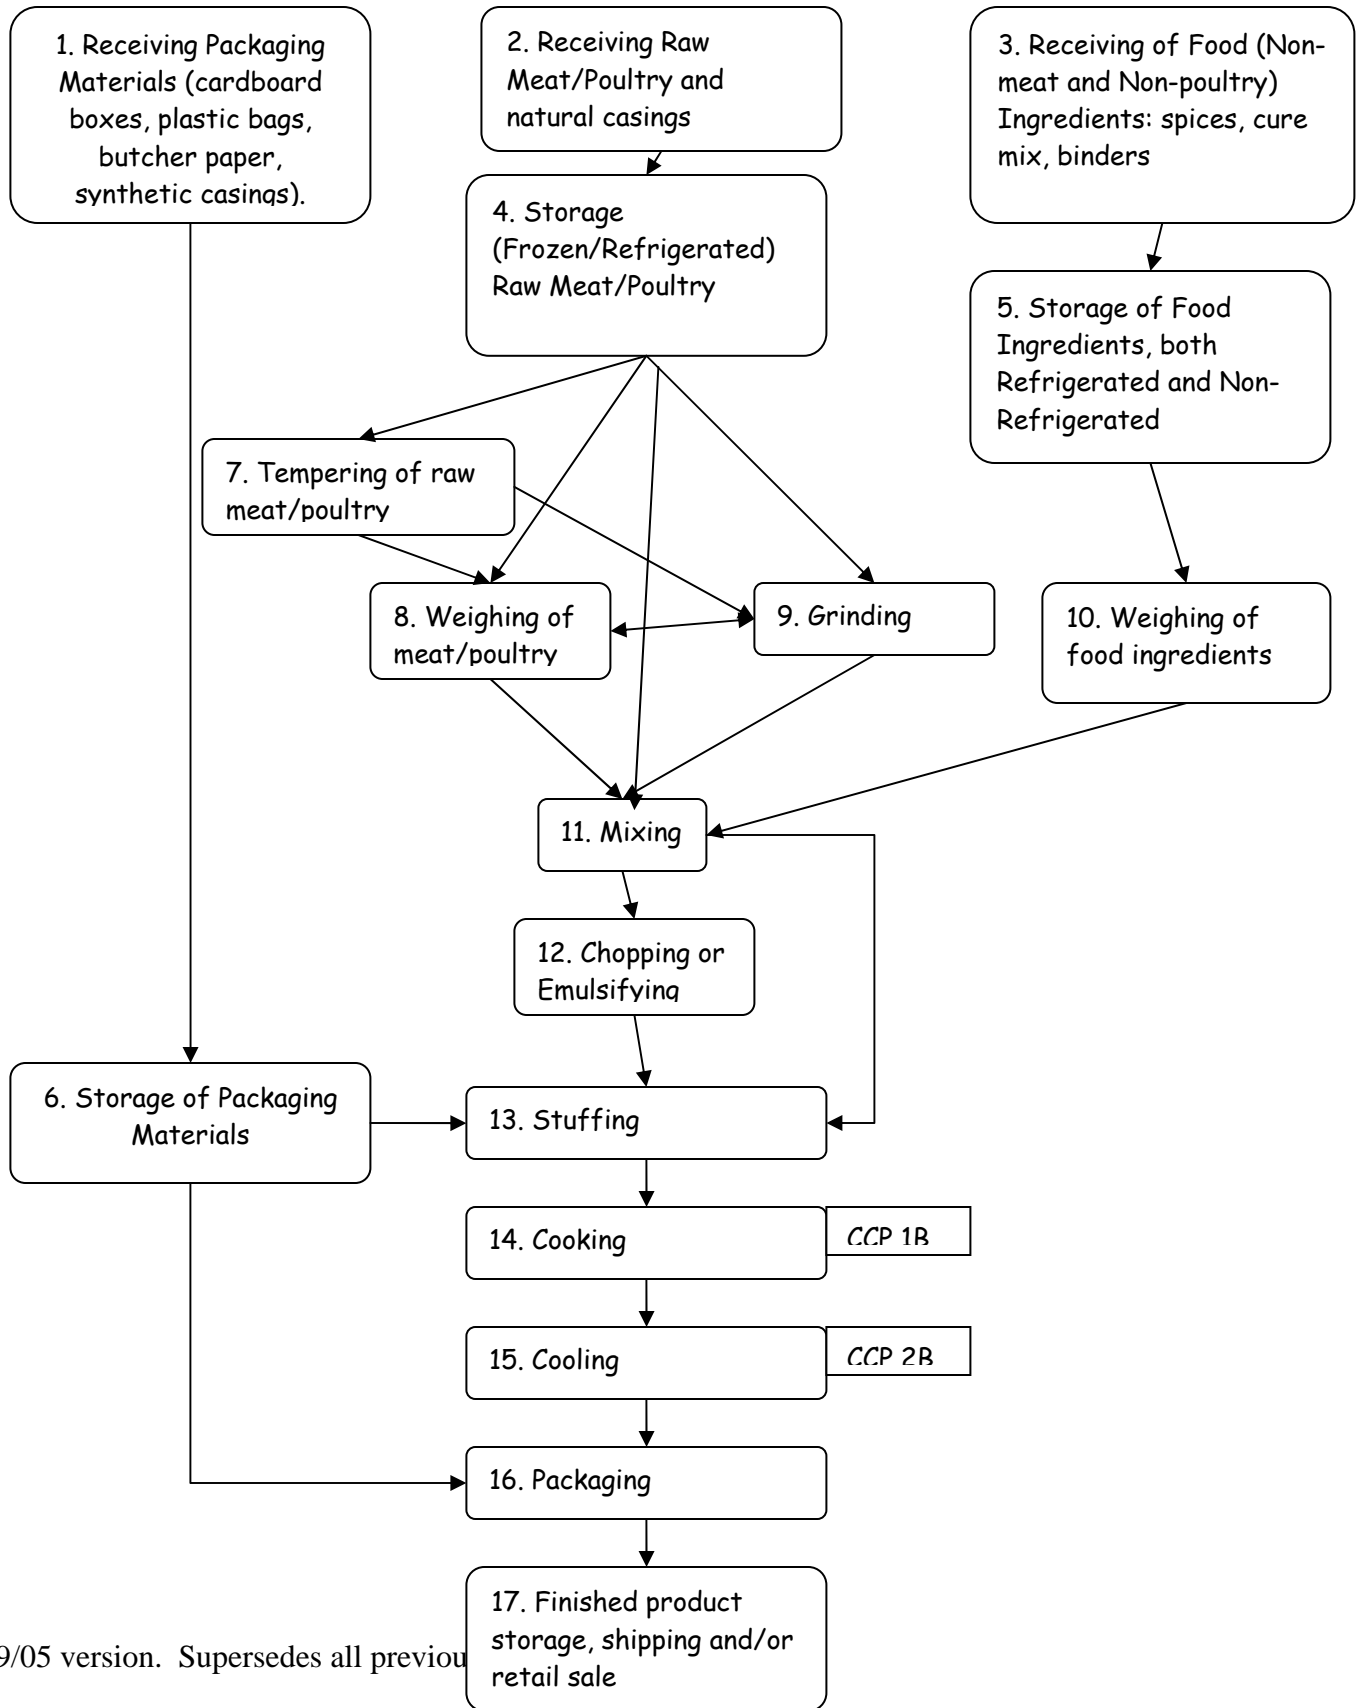 1. Receiving Packaging
Materials (cardboard
boxes, plastic bags,
butcher paper,
synthetic casings).
2. Receiving Raw
Meat/Poultry and
natural casings
3. Receiving of Food (Non-
meat and Non-poultry)
Ingredients: spices, cure
mix, binders
4. Storage
(Frozen/Refrigerated)
Raw Meat/Poultry
5. Storage of Food
Ingredients, both
Refrigerated and Non-
Refrigerated
7. Tempering of raw
meat/poultry
8. Weighing of
meat/poultry
9. Grinding
10. Weighing of
food ingredients
11. Mixing
12. Chopping or
Emulsifying
6. Storage of Packaging
Materials
13. Stuffing
14. Cooking
CCP 1B
15. Cooling
CCP 2B
16. Packaging
17. Finished product
storage, shipping and/or
retail sale
9/05 version.  Supersedes all previou